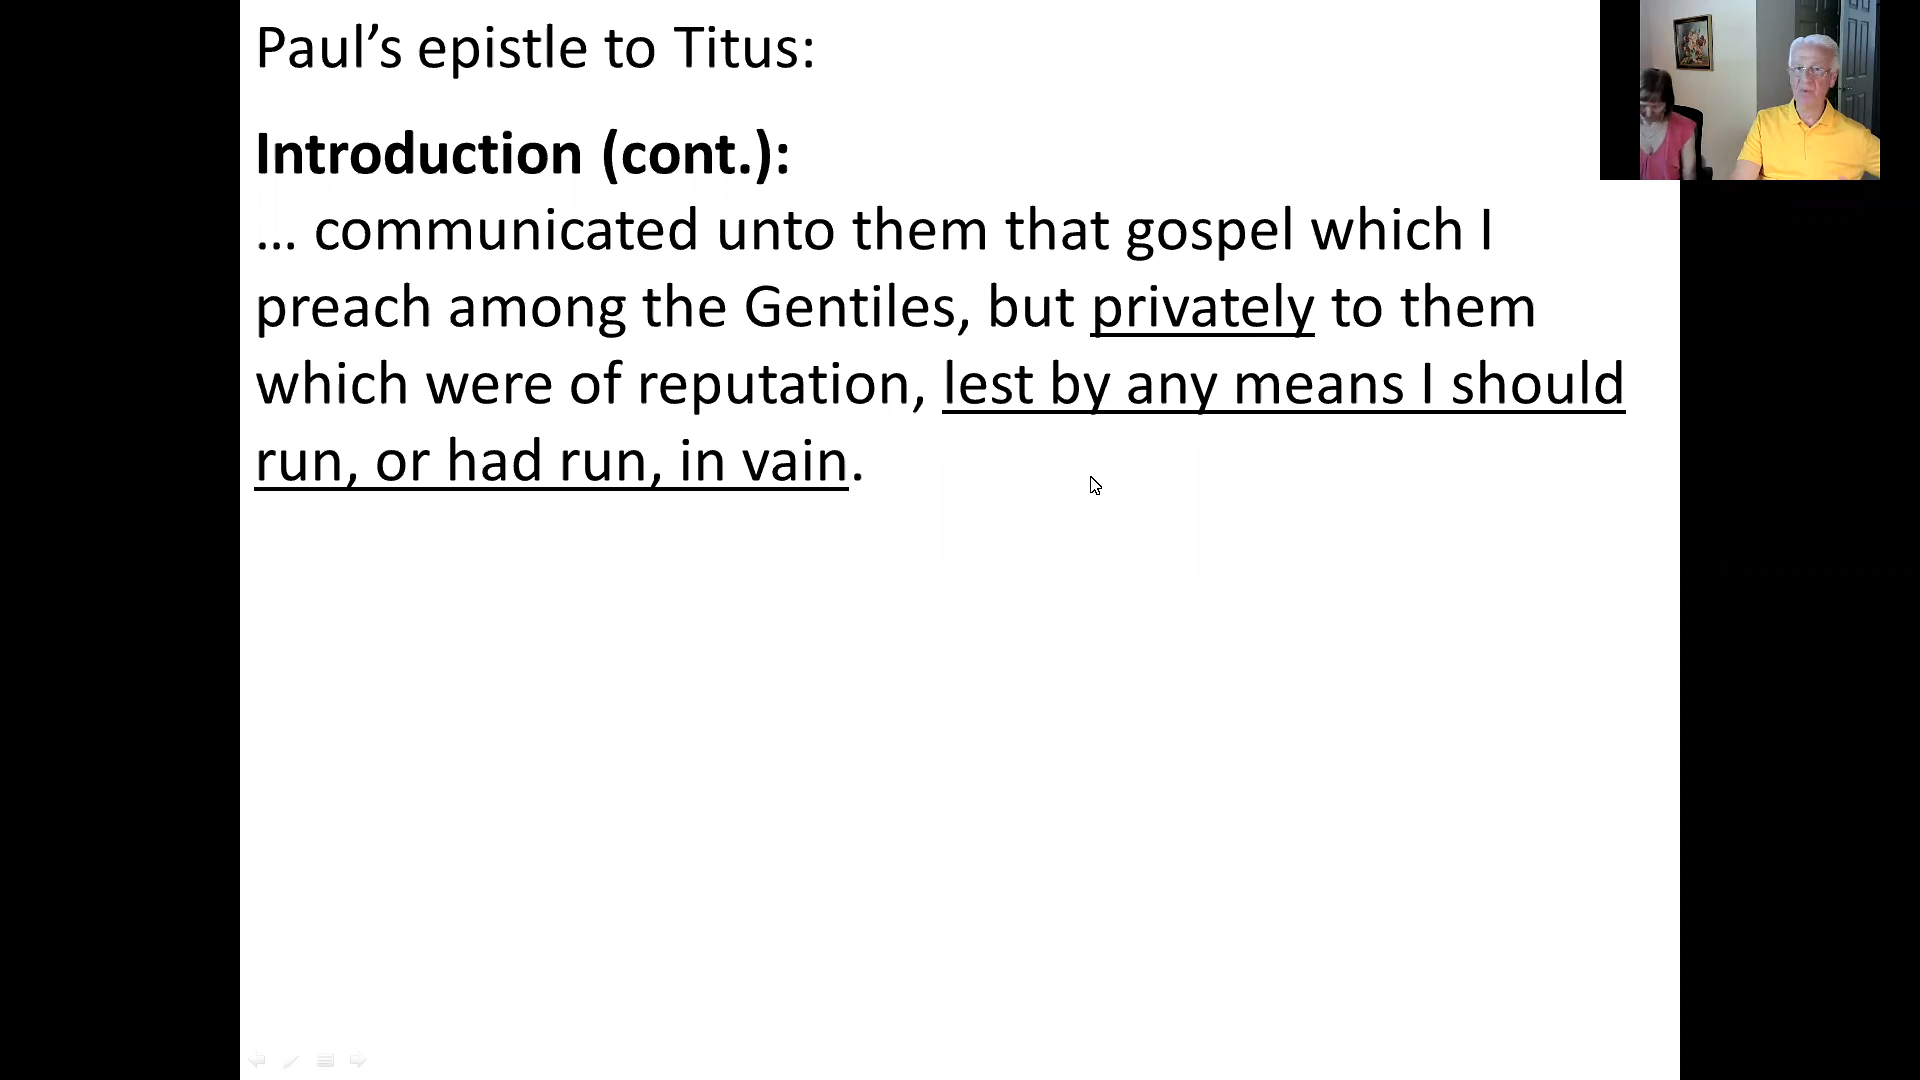 Paul’s epistle to Titus:
Introduction (cont.):
... communicated unto them that gospel which I
preach among the Gentiles, but privately to them
which were of reputation, lest by any means I should
run, or had run, in vain.